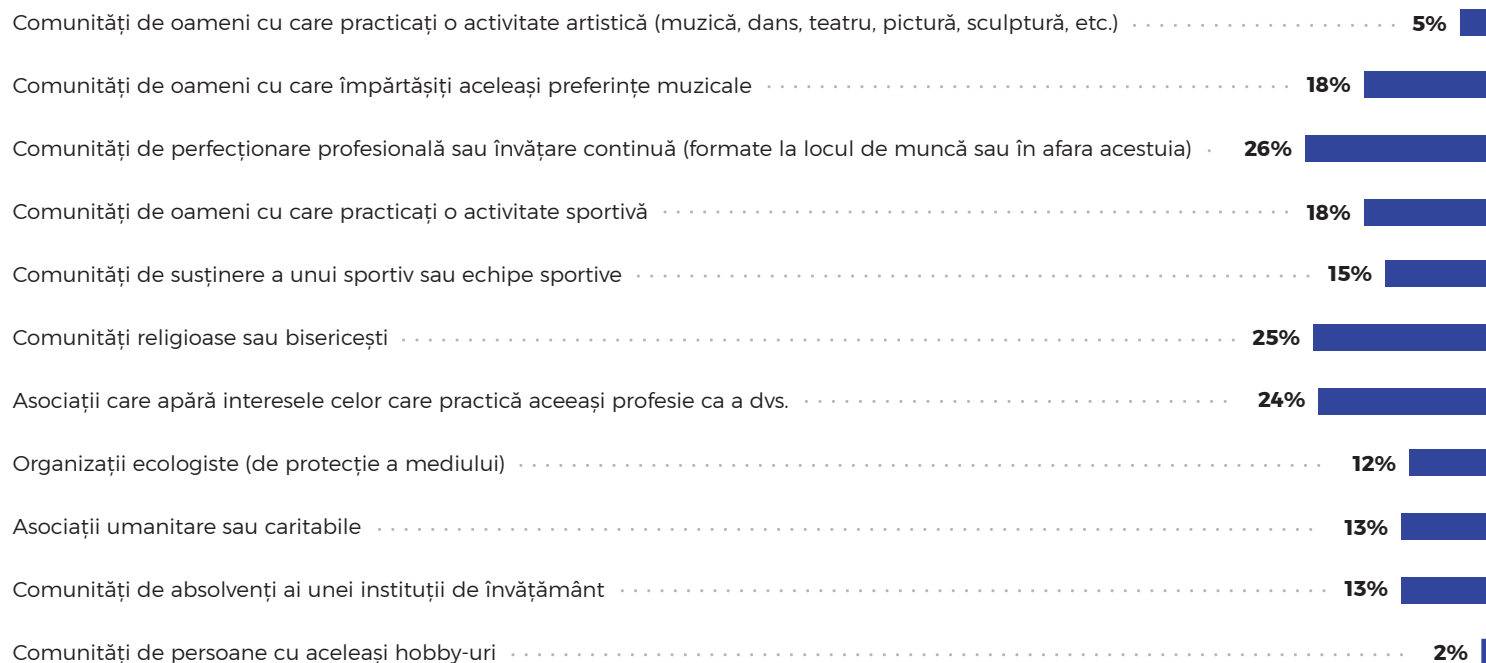 Comunități de oameni cu care practicați o activitate artistică (muzică, dans, teatru, pictură, sculptură, etc.) 5%
Comunități de oameni cu care împărtășiți aceleași preferințe muzicale 18%
Comunități de perfecționare profesională sau învățare continuă (formate la locul de muncă sau în afara acestuia) 26%
Comunități de oameni cu care practicați o activitate sportivă 18%
Comunități de susținere a unui sportiv sau echipe sportive 15%
Comunități religioase sau bisericești 25%
Asociații care apără interesele celor care practică aceeași profesie ca a dvs. 24%
Organizații ecologiste (de protecție a mediului) 12%
Asociații umanitare sau caritabile 13%
Comunități de absolvenți ai unei instituții de învățământ 13%
Comunități de persoane cu aceleași hobby-uri 2%